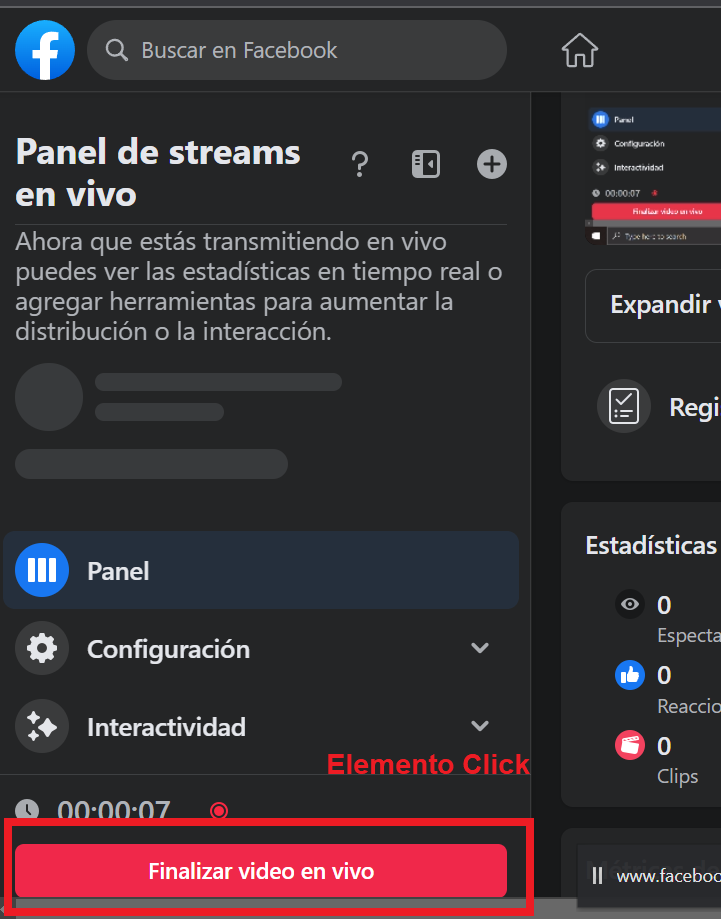 Buscar en Facebook
Panel de streams
en vivo
Ahora que estás transmitiendo en vivo
puedes ver las estadísticas en tiempo real o
agregar herramientas para aumentar la
distribución o la interacción.
Panel
Configuración
Interactividad
Elemento Click
00:00:07
Finalizar video en vivo
Panel
Configuración
Interactividad
00:00:07
Finalizar video en vivo
Type here to search
Expandir
Regi
Estadísticas
0
Especta
0
Reaccio
0
Clips
www.faceboo